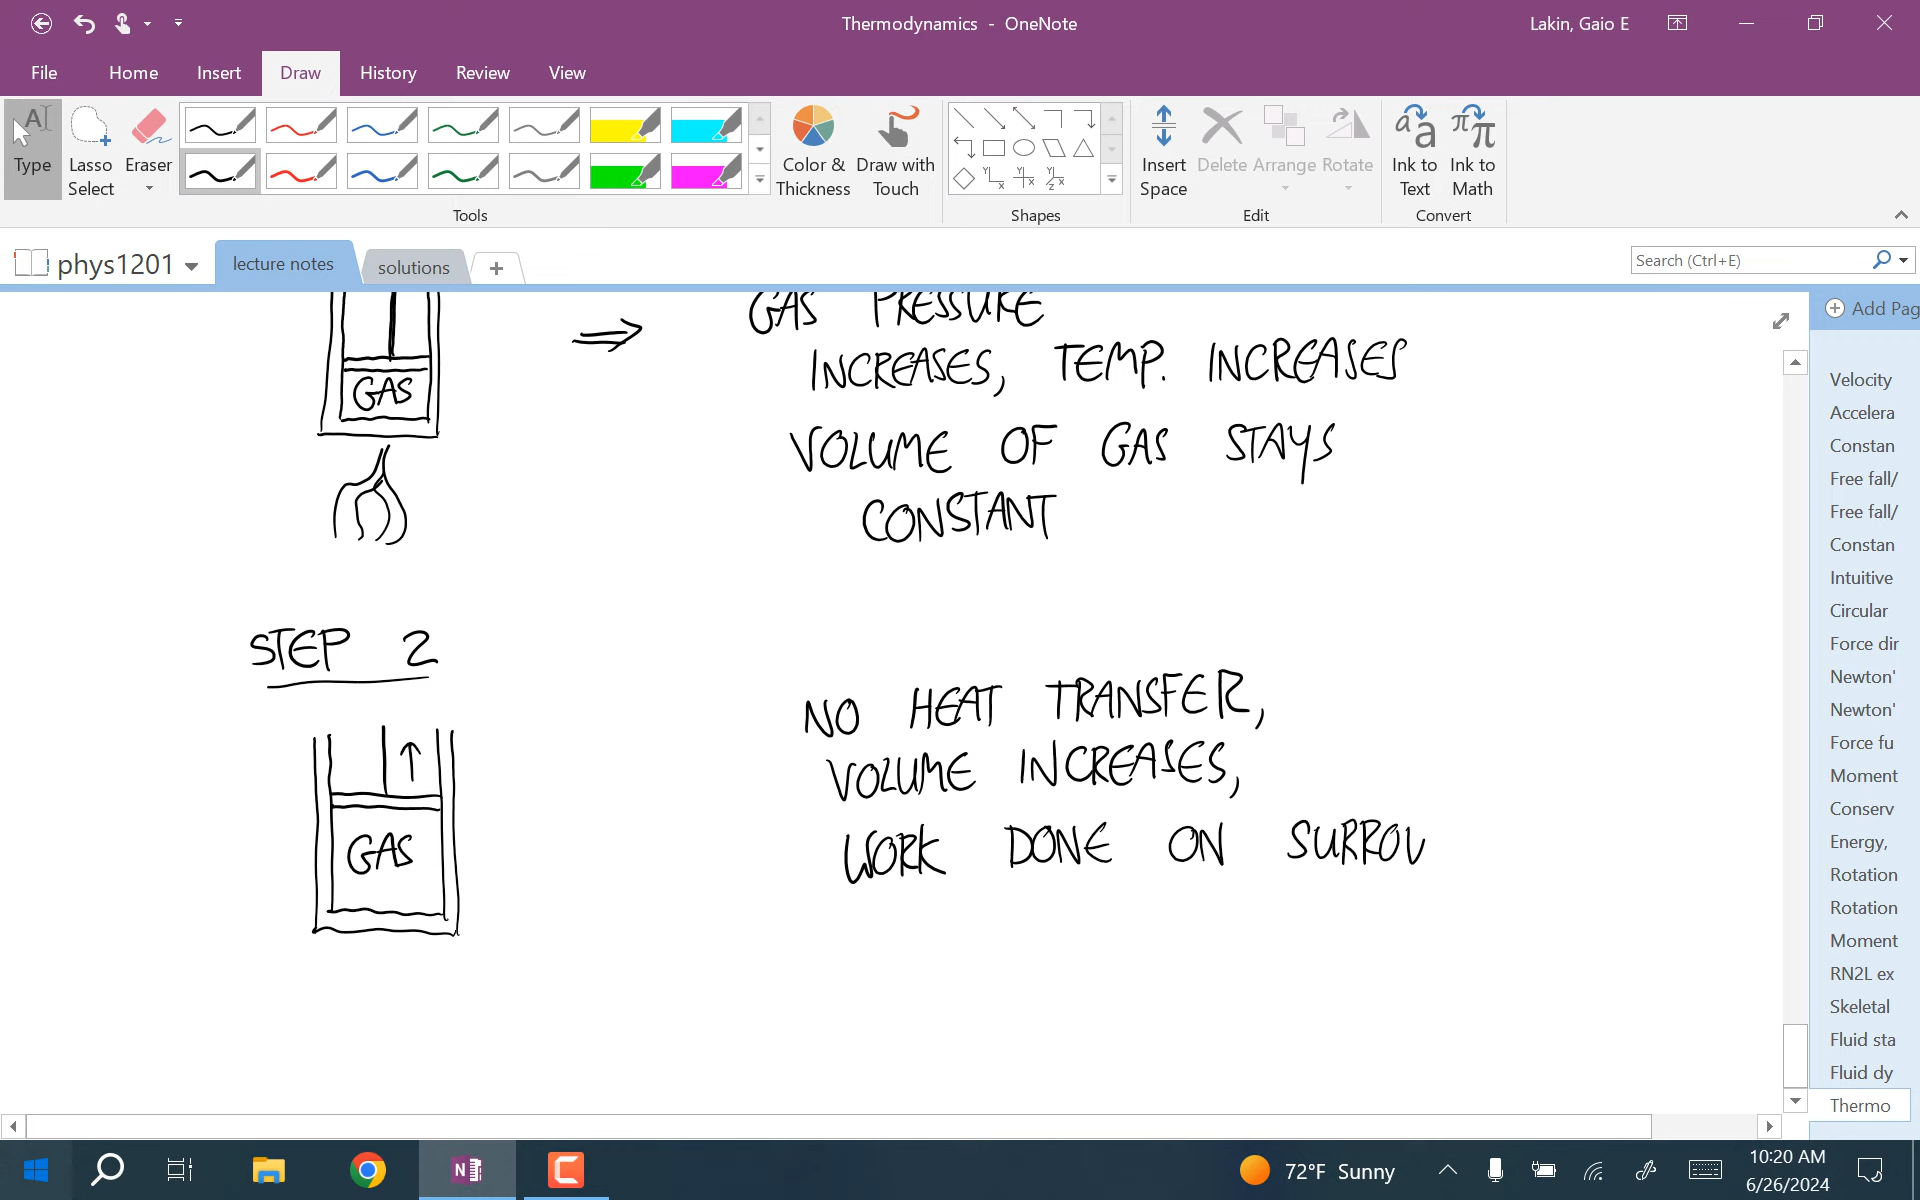 Thermodynamics - OneNote
Lakin, Gaio E
File Home Insert Draw History Review View
Type
Lasso Select
Eraser
Color & Thickness
Draw with Touch
Insert Space
Delete
Arrange
Rotate
Ink to Text
Ink to Math
Tools
Shapes
Edit
Convert
phys1201
lecture notes
solutions
Search (Ctrl+E)
Add Pag
GAS PRESSURE
INCREASES, TEMP. INCREASES
VOLUME OF GAS STAYS
CONSTANT
GAS
STEP 2
GAS
NO HEAT TRANSFER,
VOLUME INCREASES,
WORK DONE ON SURROU
Velocity
Accelera
Constan
Free fall/
Free fall/
Constan
Intuitive
Circular
Force dir
Newton'
Newton'
Force fu
Moment
Conserv
Energy,
Rotation
Rotation
Moment
RN2L ex
Skeletal
Fluid sta
Fluid dy
Thermo
72°F Sunny
10:20 AM
6/26/2024